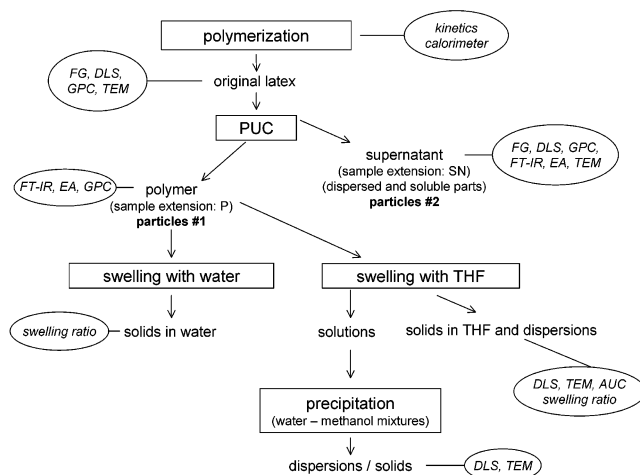 polymerization
kinetics
calorimeter
FG, DLS,
GPC, TEM
original latex
PUC
supernatant
(sample extension: SN)
(dispersed and soluble parts)
particles #2
FG, DLS, GPC,
FT-IR, EA, TEM
FT-IR, EA, GPC
polymer
(sample extension: P)
particles #1
swelling with water
swelling with THF
swelling ratio
solids in water
solutions
solids in THF and dispersions
DLS, TEM, AUC
swelling ratio
precipitation
(water – methanol mixtures)
dispersions / solids
DLS, TEM